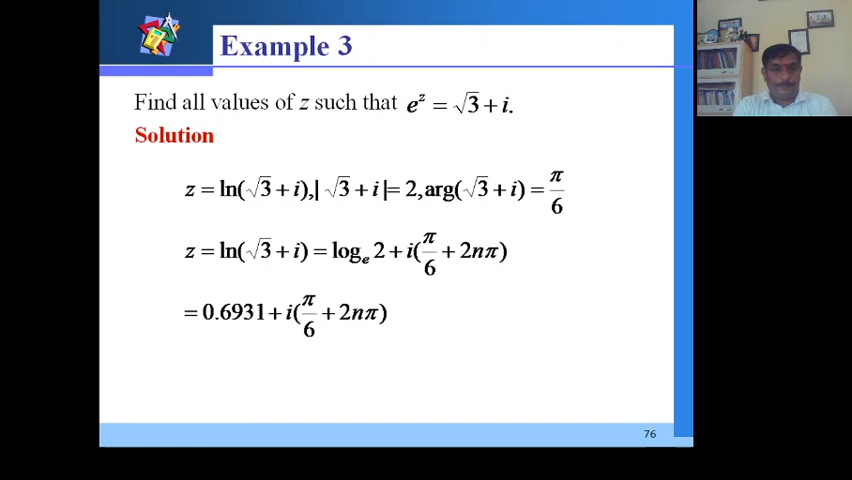 Example 3
Find all values of z such that e^z = √3 + i.
Solution
z = ln(√3 + i),| √3 + i |= 2, arg(√3 + i) = π/6
z = ln(√3 + i) = log_e 2 + i(π/6 + 2nπ)
= 0.6931 + i(π/6 + 2nπ)
76